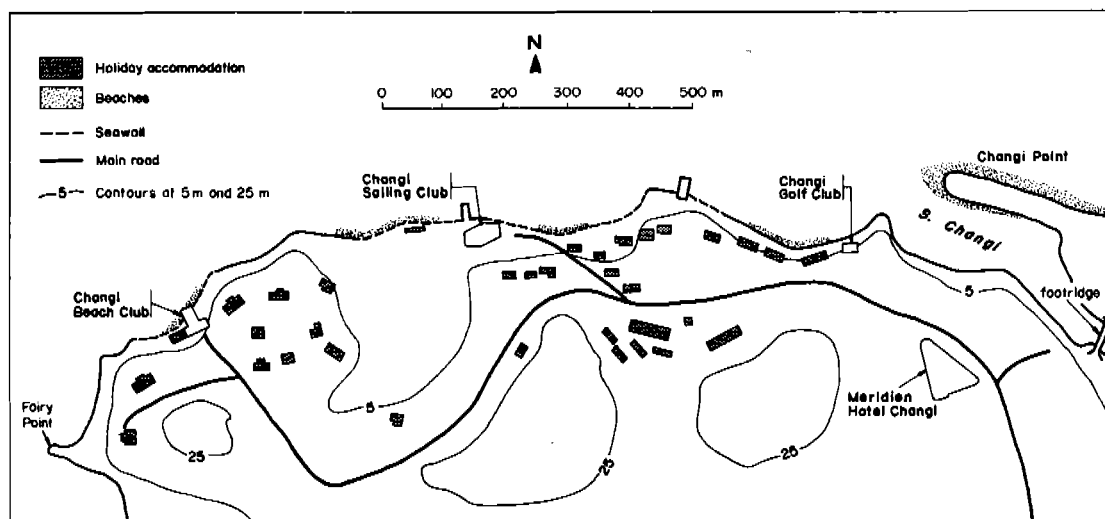 Holiday accommodation
Beaches
Seawall
Main road
5 Contours at 5 m and 25 m
N
0 100 200 300 400 500 m
Changi
Sailing Club
Changi
Golf Club
Changi Point
S. Changi
footridge
Changi
Beach Club
Fairy
Point
Meridien
Hotel Changi
5
5
25
25
25